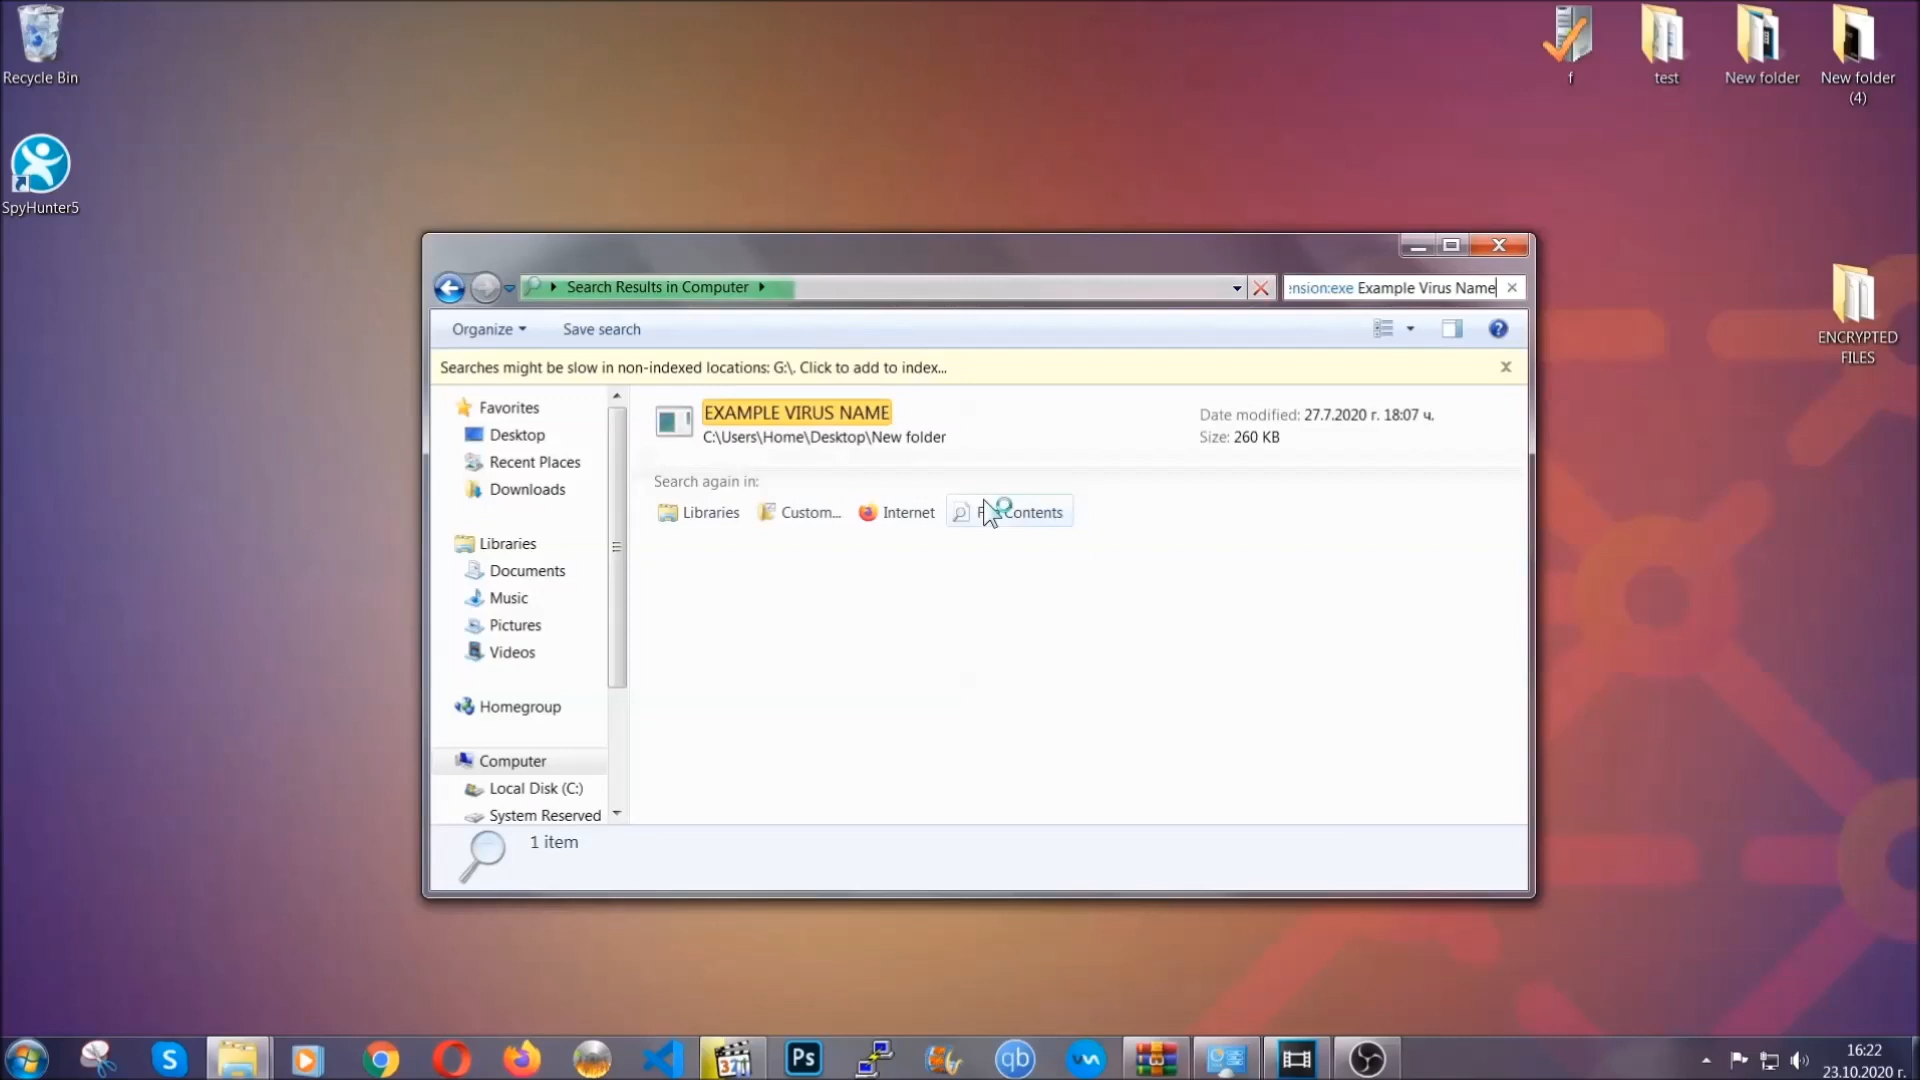 Recycle Bin
SpyHunter5
f
test
New folder
New folder
(4)
ENCRYPTED
FILES
Search Results in Computer
ension:exe Example Virus Name
Organize
Save search
Searches might be slow in non-indexed locations: G:\. Click to add to index...
Favorites
Desktop
Recent Places
Downloads
Libraries
Documents
Music
Pictures
Videos
Homegroup
Computer
Local Disk (C:)
System Reserved
EXAMPLE VIRUS NAME
C:\Users\Home\Desktop\New folder
Date modified: 27.7.2020 г. 18:07 ч.
Size: 260 KB
Search again in:
Libraries
Custom...
Internet
Contents
1 item
S
Ps
qb
16:22
23.10.2020 г.